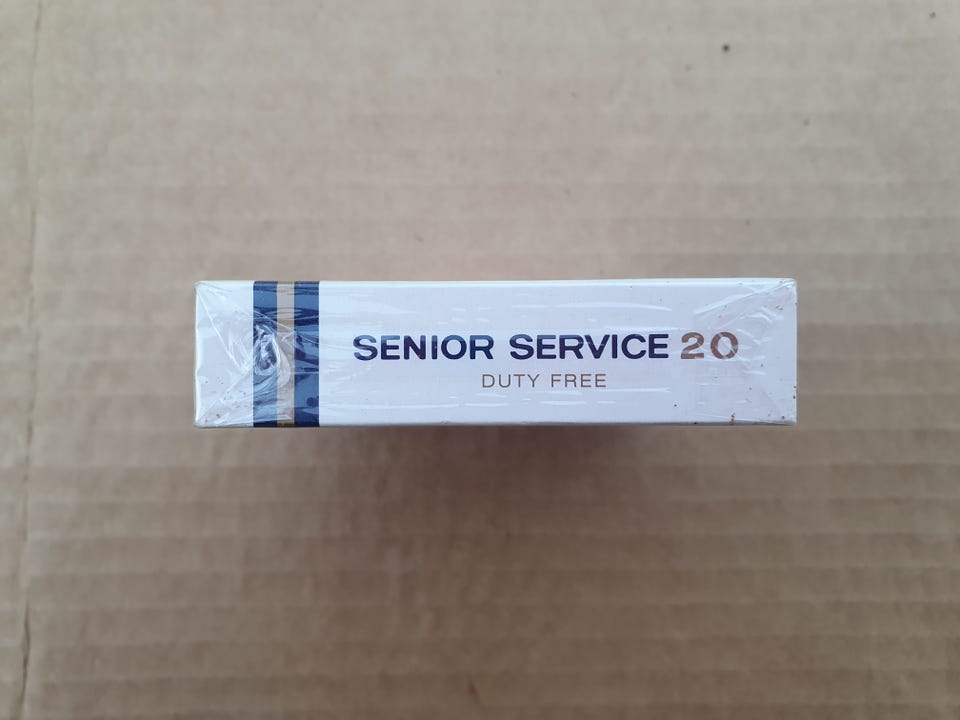 SENIOR SERVICE 20
DUTY FREE